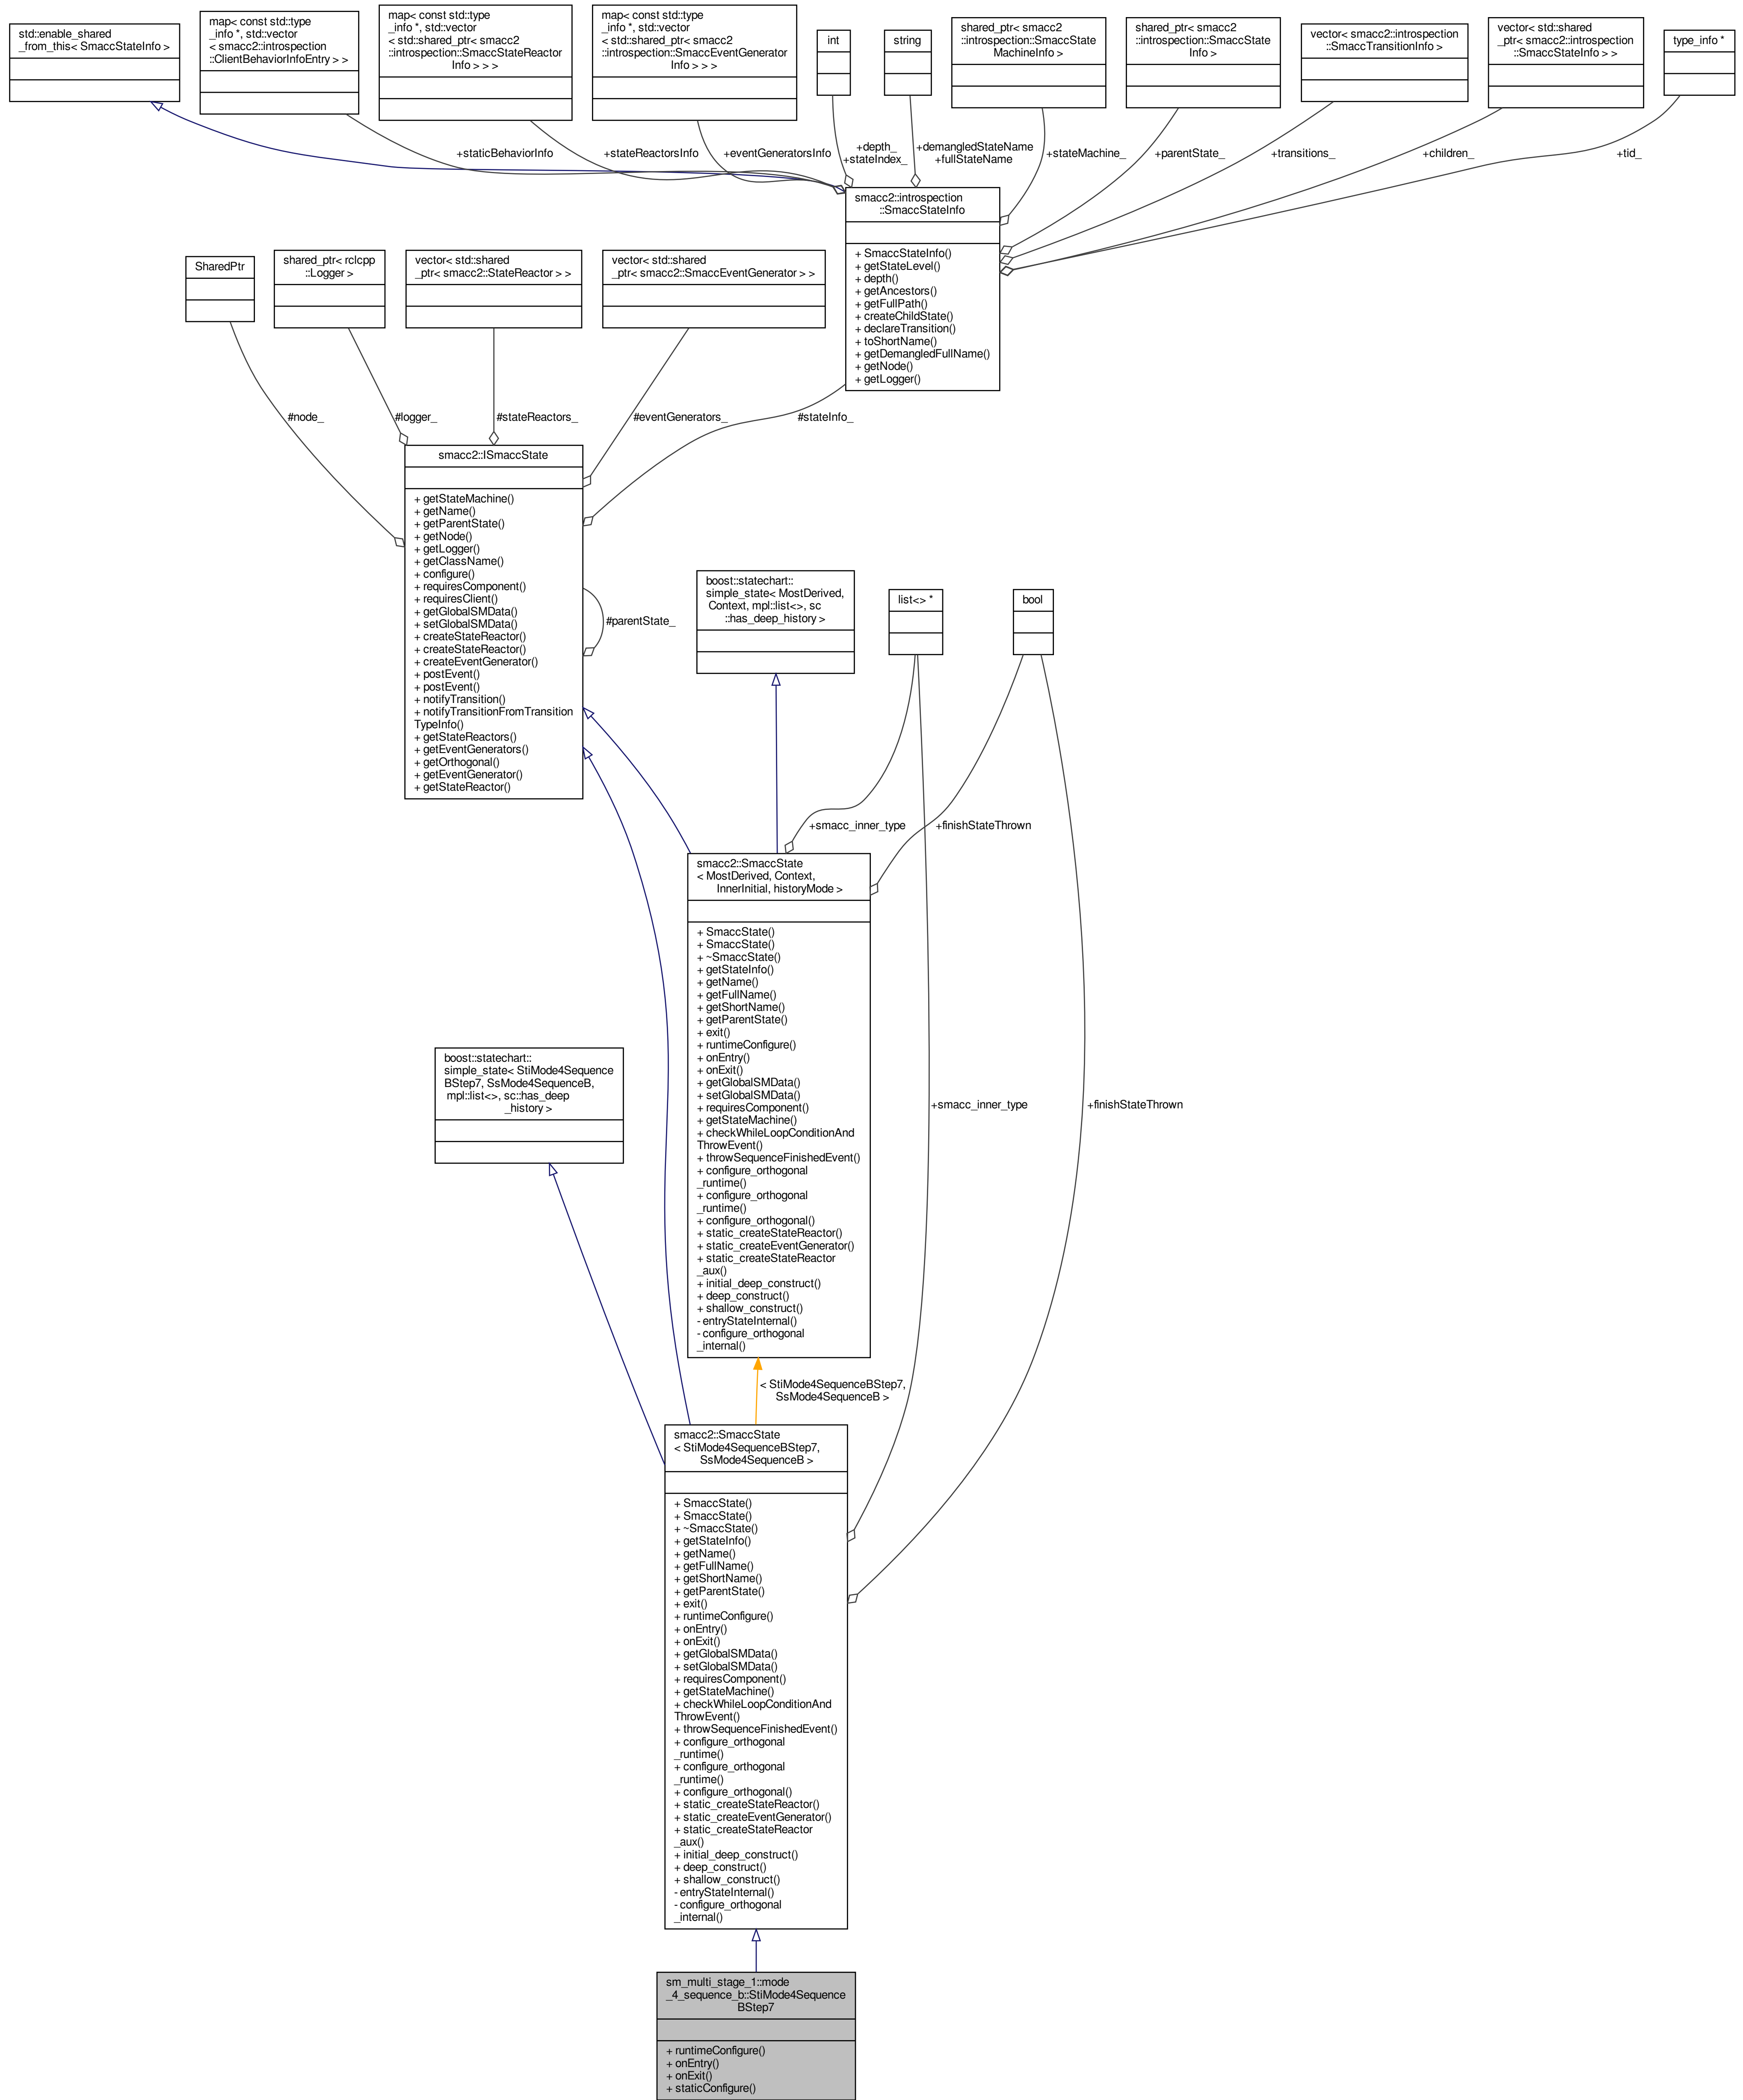 std::enable_shared
_from_this< SmaccStateInfo >
map< const std::type
_info *, std::vector
< smacc2::introspection
::ClientBehaviorInfoEntry > >
map< const std::type
_info *, std::vector
< std::shared_ptr< smacc2
::introspection::SmaccStateReactor
Info > > >
map< const std::type
_info *, std::vector
< std::shared_ptr< smacc2
::introspection::SmaccEventGenerator
Info > > >
int
string
shared_ptr< smacc2
::introspection::SmaccState
MachineInfo >
shared_ptr< smacc2
::introspection::SmaccState
Info >
vector< smacc2::introspection
::SmaccTransitionInfo >
vector< std::shared
_ptr< smacc2::introspection
::SmaccStateInfo > >
type_info *
+staticBehaviorInfo
+stateReactorsInfo
+eventGeneratorsInfo
+depth_
+stateIndex_
+demangledStateName
+fullStateName
+stateMachine_
+parentState_
+transitions_
+children_
+tid_
smacc2::introspection
::SmaccStateInfo
+ SmaccStateInfo()
+ getStateLevel()
+ depth()
+ getAncestors()
+ getFullPath()
+ createChildState()
+ declareTransition()
+ toShortName()
+ getDemangledFullName()
+ getNode()
+ getLogger()
SharedPtr
shared_ptr< rclcpp
::Logger >
vector< std::shared
_ptr< smacc2::StateReactor > >
vector< std::shared
_ptr< smacc2::SmaccEventGenerator > >
#node_
#logger_
#stateReactors_
#eventGenerators_
#stateInfo_
smacc2::ISmaccState
+ getStateMachine()
+ getName()
+ getParentState()
+ getNode()
+ getLogger()
+ getClassName()
+ configure()
+ requiresComponent()
+ requiresClient()
+ getGlobalSMData()
+ setGlobalSMData()
+ createStateReactor()
+ createStateReactor()
+ createEventGenerator()
+ postEvent()
+ postEvent()
+ notifyTransition()
+ notifyTransitionFromTransition
TypeInfo()
+ getStateReactors()
+ getEventGenerators()
+ getOrthogonal()
+ getEventGenerator()
+ getStateReactor()
#parentState_
boost::statechart::
simple_state< MostDerived,
Context, mpl::list<>, sc
::has_deep_history >
list<> *
bool
+smacc_inner_type
+finishStateThrown
smacc2::SmaccState
< MostDerived, Context,
InnerInitial, historyMode >
+ SmaccState()
+ SmaccState()
+ ~SmaccState()
+ getStateInfo()
+ getName()
+ getFullName()
+ getShortName()
+ getParentState()
+ exit()
+ runtimeConfigure()
+ onEntry()
+ onExit()
+ getGlobalSMData()
+ setGlobalSMData()
+ requiresComponent()
+ getStateMachine()
+ checkWhileLoopConditionAnd
ThrowEvent()
+ throwSequenceFinishedEvent()
+ configure_orthogonal
_runtime()
+ configure_orthogonal
_runtime()
+ configure_orthogonal()
+ static_createStateReactor()
+ static_createEventGenerator()
+ static_createStateReactor
_aux()
+ initial_deep_construct()
+ deep_construct()
+ shallow_construct()
- entryStateInternal()
- configure_orthogonal
_internal()
boost::statechart::
simple_state< StiMode4Sequence
BStep7, SsMode4SequenceB,
mpl::list<>, sc::has_deep
_history >
+smacc_inner_type
+finishStateThrown
< StiMode4SequenceBStep7,
SsMode4SequenceB >
smacc2::SmaccState
< StiMode4SequenceBStep7,
SsMode4SequenceB >
+ SmaccState()
+ SmaccState()
+ ~SmaccState()
+ getStateInfo()
+ getName()
+ getFullName()
+ getShortName()
+ getParentState()
+ exit()
+ runtimeConfigure()
+ onEntry()
+ onExit()
+ getGlobalSMData()
+ setGlobalSMData()
+ requiresComponent()
+ getStateMachine()
+ checkWhileLoopConditionAnd
ThrowEvent()
+ throwSequenceFinishedEvent()
+ configure_orthogonal
_runtime()
+ configure_orthogonal
_runtime()
+ configure_orthogonal()
+ static_createStateReactor()
+ static_createEventGenerator()
+ static_createStateReactor
_aux()
+ initial_deep_construct()
+ deep_construct()
+ shallow_construct()
- entryStateInternal()
- configure_orthogonal
_internal()
sm_multi_stage_1::mode
_4_sequence_b::StiMode4Sequence
BStep7
+ runtimeConfigure()
+ onEntry()
+ onExit()
+ staticConfigure()